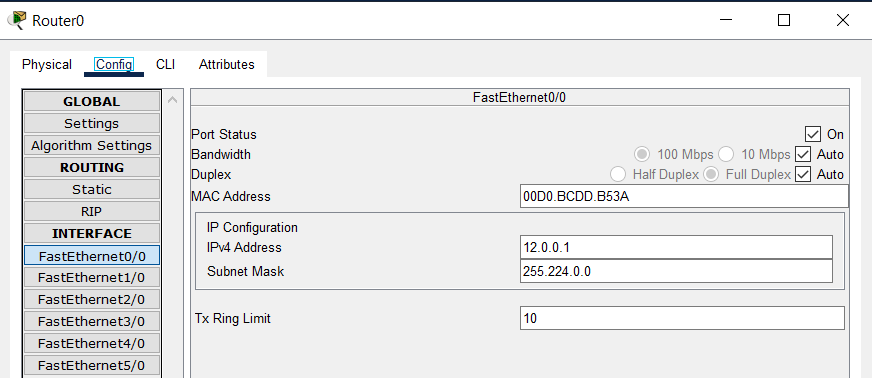 Router0
Physical Config CLI Attributes
GLOBAL
Settings
Algorithm Settings
ROUTING
Static
RIP
INTERFACE
FastEthernet0/0
FastEthernet1/0
FastEthernet2/0
FastEthernet3/0
FastEthernet4/0
FastEthernet5/0
FastEthernet0/0
Port Status On
Bandwidth 100 Mbps 10 Mbps Auto
Duplex Half Duplex Full Duplex Auto
MAC Address 00D0.BCDD.B53A
IP Configuration
IPv4 Address 12.0.0.1
Subnet Mask 255.224.0.0
Tx Ring Limit 10